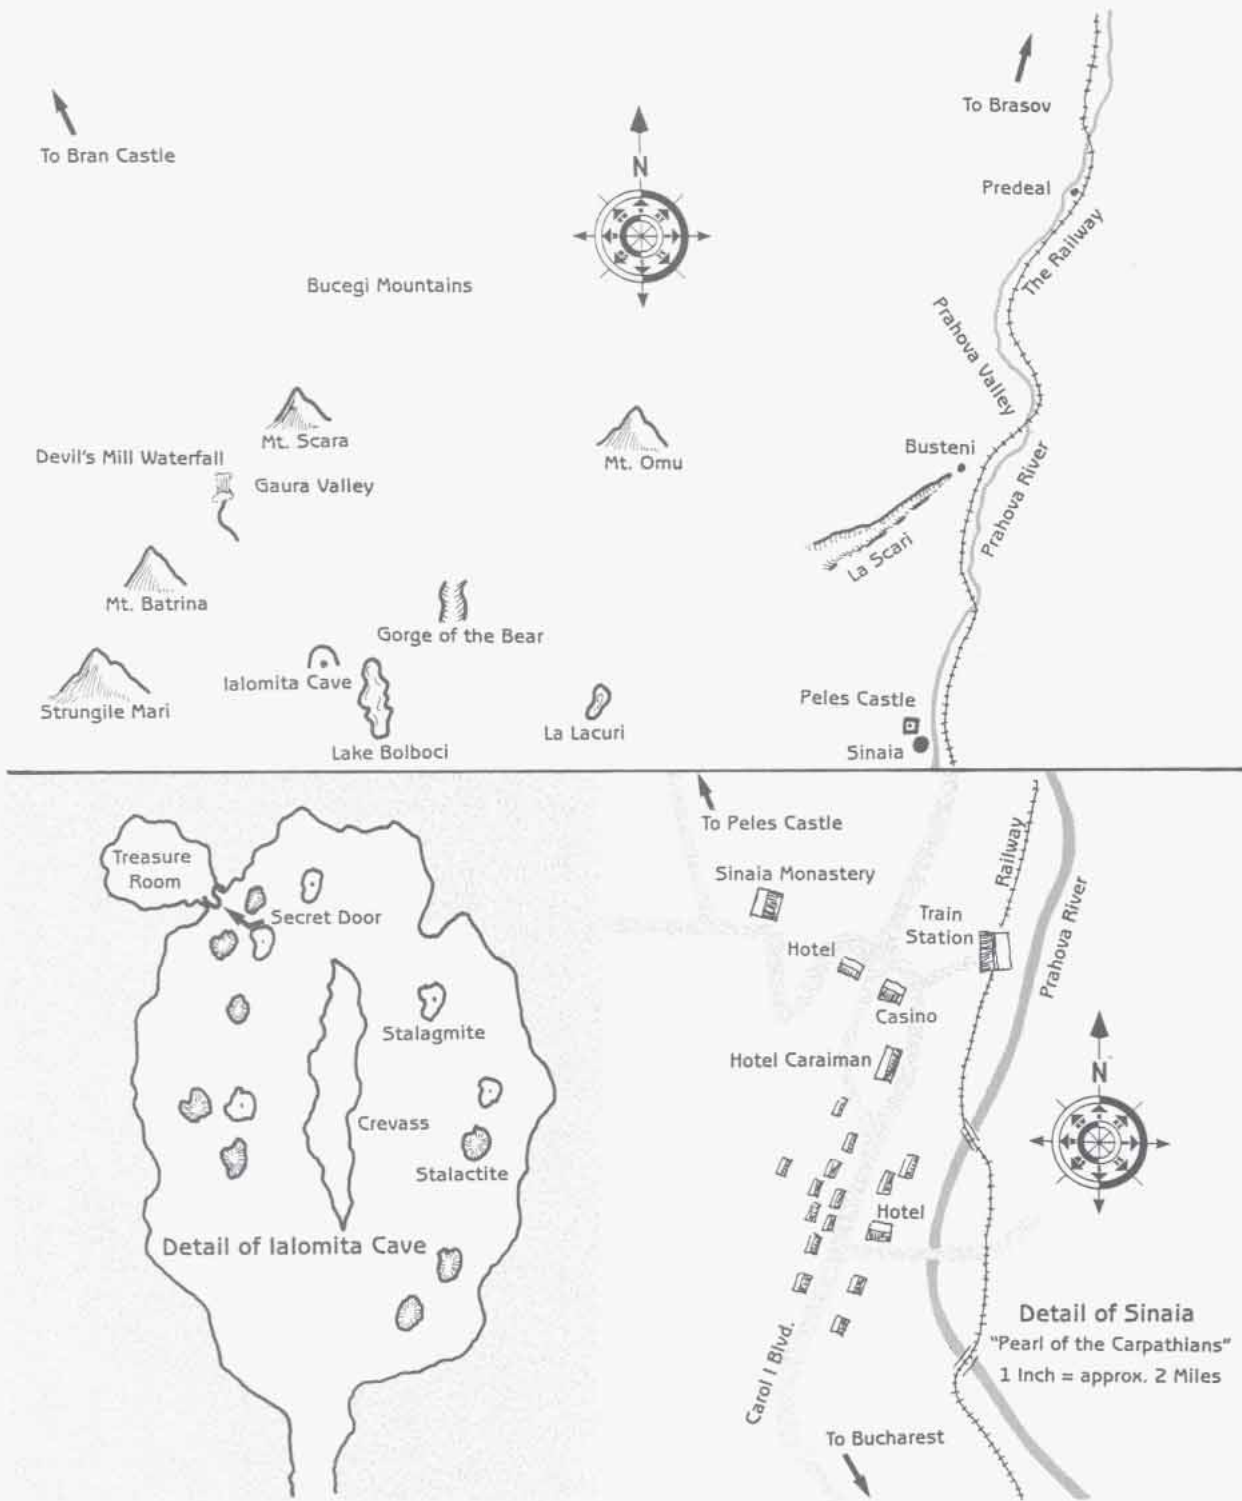 To Bran Castle
N
To Brasov
Predeal
The Railway
Bucegi Mountains
Prahova Valley
Mt. Scara
Mt. Omu
Devil's Mill Waterfall
Gaura Valley
Busteni
Prahova River
La Scari
Mt. Batrina
Gorge of the Bear
Ialomita Cave
Strungile Mari
Lake Bolboci
La Lacuri
Peles Castle
Sinaia
Treasure
Room
Secret Door
Stalagmite
Crevass
Stalactite
Detail of Ialomita Cave
To Peles Castle
Sinaia Monastery
Railway
Train
Station
Prahova River
Hotel
Casino
Hotel Caraiman
N
Hotel
Carol I Blvd.
Detail of Sinaia
"Pearl of the Carpathians"
1 Inch = approx. 2 Miles
To Bucharest